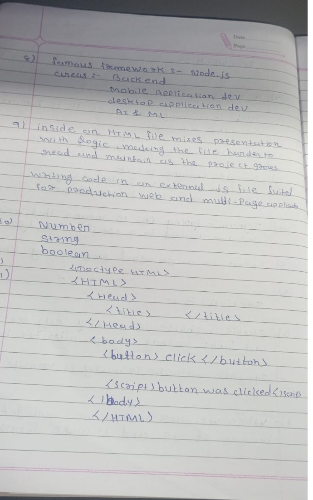 Date
Page
8) famous framework :- Node.js
areas :- Backend
mobile application dev
desktop application dev
AI & ML
9) inside an HTML file mixes presentation
with logic making the file harder to
read and maintain as the project grows
Writing code in an external js file suited
for production web and multi-page
10) Number
String
boolean
<!Doctype HTML>
<HTML>
<Head>
<title> </title>
</Head>
<body>
<button> click </button>
<script> button was clicked </scrip
</body>
</HTML>